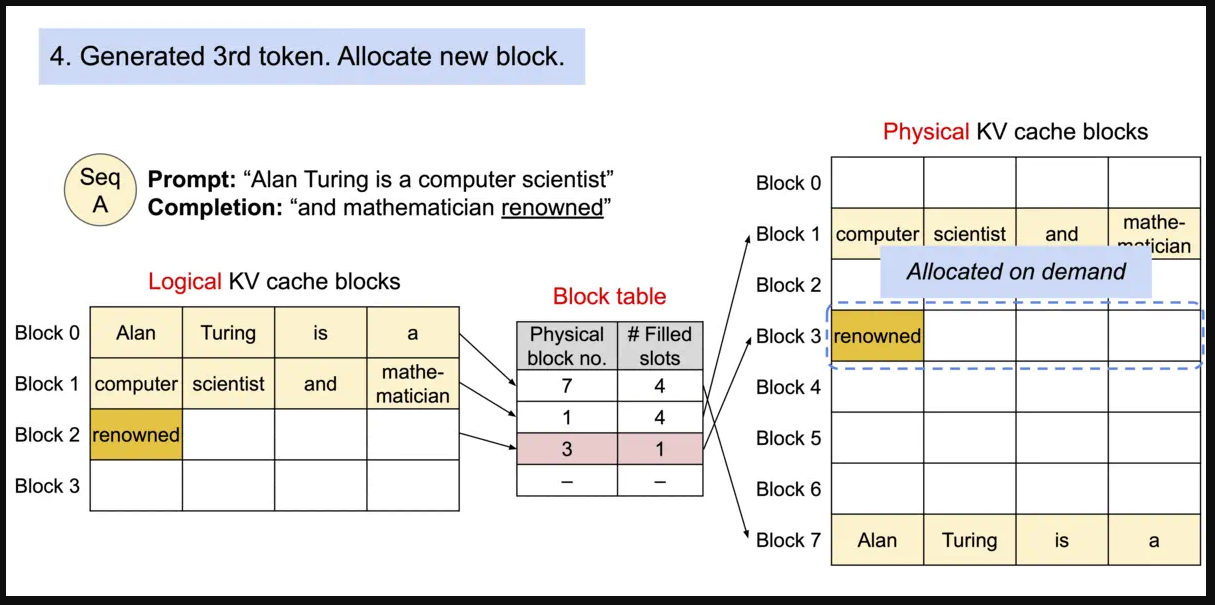 4. Generated 3rd token. Allocate new block.
Seq
A
Prompt: “Alan Turing is a computer scientist”
Completion: “and mathematician renowned”
Logical KV cache blocks
Block 0 Alan Turing is a
Block 1 computer scientist and mathe-
matician
Block 2 renowned
Block 3
Block table
Physical
block no.
# Filled
slots
7 4
1 4
3 1
– –
Physical KV cache blocks
Block 0
Block 1 computer scientist and mathe-
matician
Allocated on demand
Block 2
Block 3 renowned
Block 4
Block 5
Block 6
Block 7 Alan Turing is a